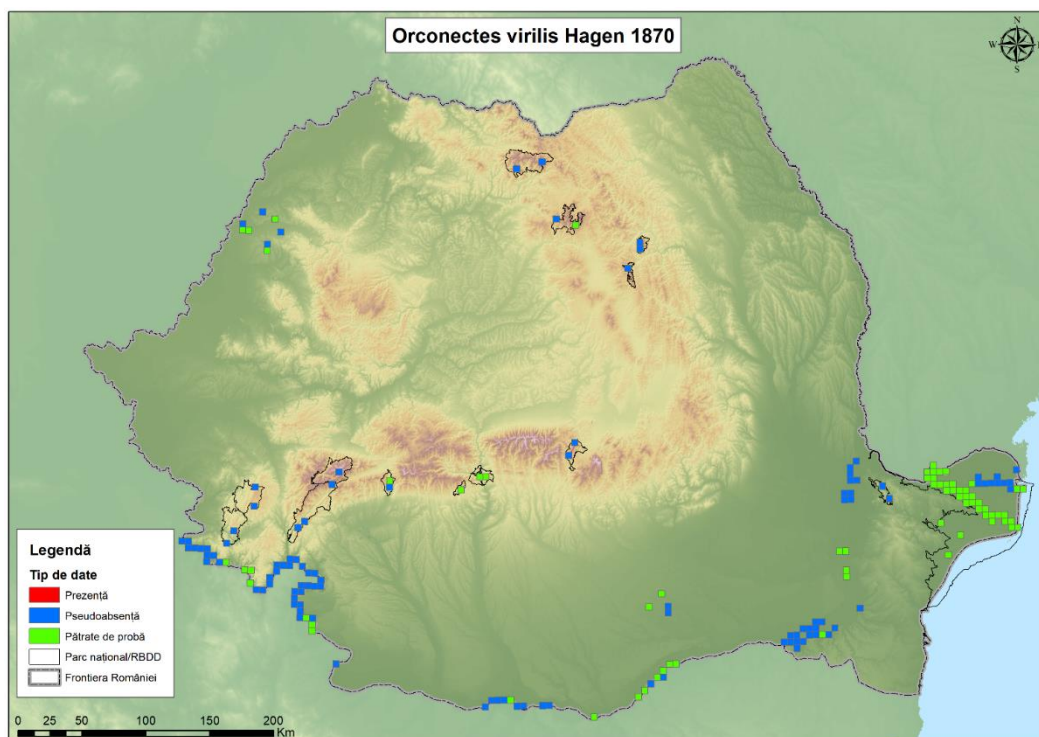 Orconectes virilis Hagen 1870
N
W
S
Legendă
Tip de date
Prezență
Pseudoabsență
Pătrate de probă
Parc național/RBDD
Frontiera României
0 25 50 100 150 200
Km